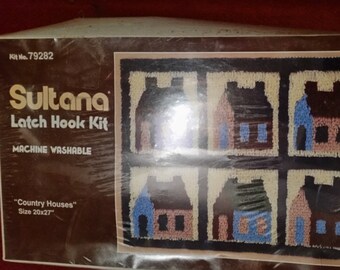 Kit No. 79282
Sultana
Latch Hook Kit
MACHINE WASHABLE
"Country Houses"
Size 20x27"